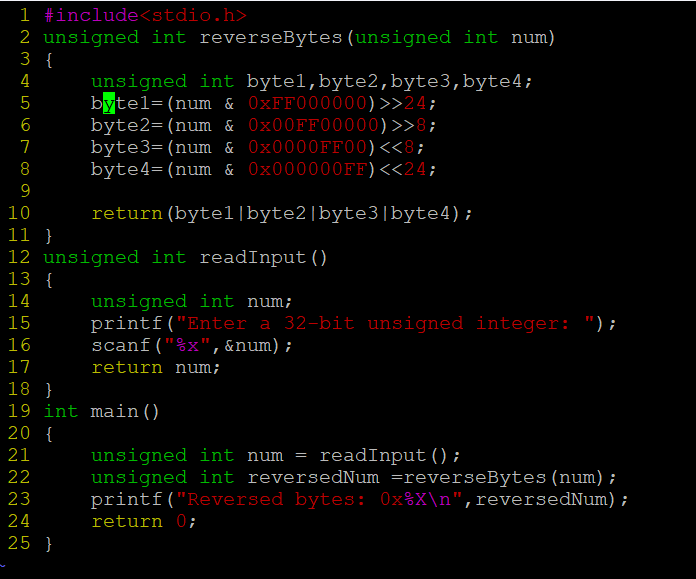 1 #include<stdio.h>
2 unsigned int reverseBytes(unsigned int num)
3 {
4     unsigned int byte1,byte2,byte3,byte4;
5     byte1=(num & 0xFF000000)>>24;
6     byte2=(num & 0x00FF00000)>>8;
7     byte3=(num & 0x0000FF00)<<8;
8     byte4=(num & 0x000000FF)<<24;
9
10     return(byte1|byte2|byte3|byte4);
11 }
12 unsigned int readInput()
13 {
14     unsigned int num;
15     printf("Enter a 32-bit unsigned integer: ");
16     scanf("%x",&num);
17     return num;
18 }
19 int main()
20 {
21     unsigned int num = readInput();
22     unsigned int reversedNum =reverseBytes(num);
23     printf("Reversed bytes: 0x%X\n",reversedNum);
24     return 0;
25 }
~